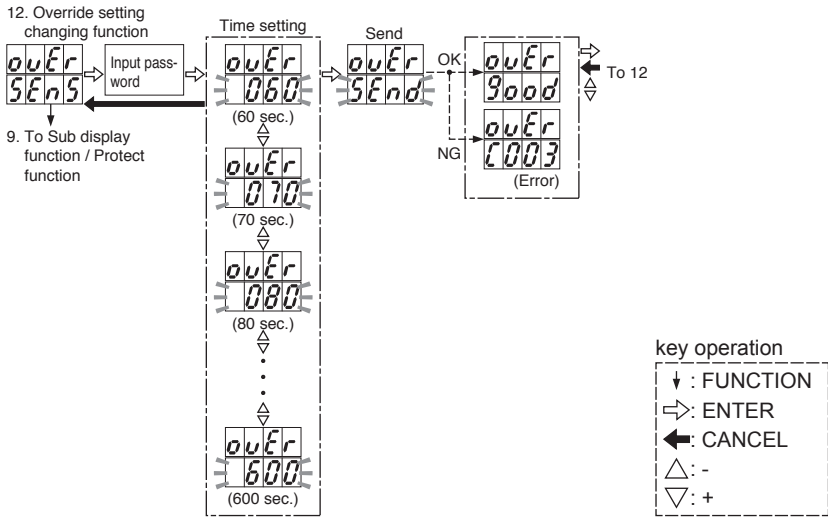 12. Override setting
changing function
ouEr
SEnS
9. To Sub display
function / Protect
function
Input pass-
word
Time setting
ouEr
060
(60 sec.)
ouEr
070
(70 sec.)
ouEr
080
(80 sec.)
ouEr
600
(600 sec.)
Send
ouEr
SEnd
OK
NG
ouEr
9ood
ouEr
C003
(Error)
To 12
key operation
: FUNCTION
: ENTER
: CANCEL
: -
: +